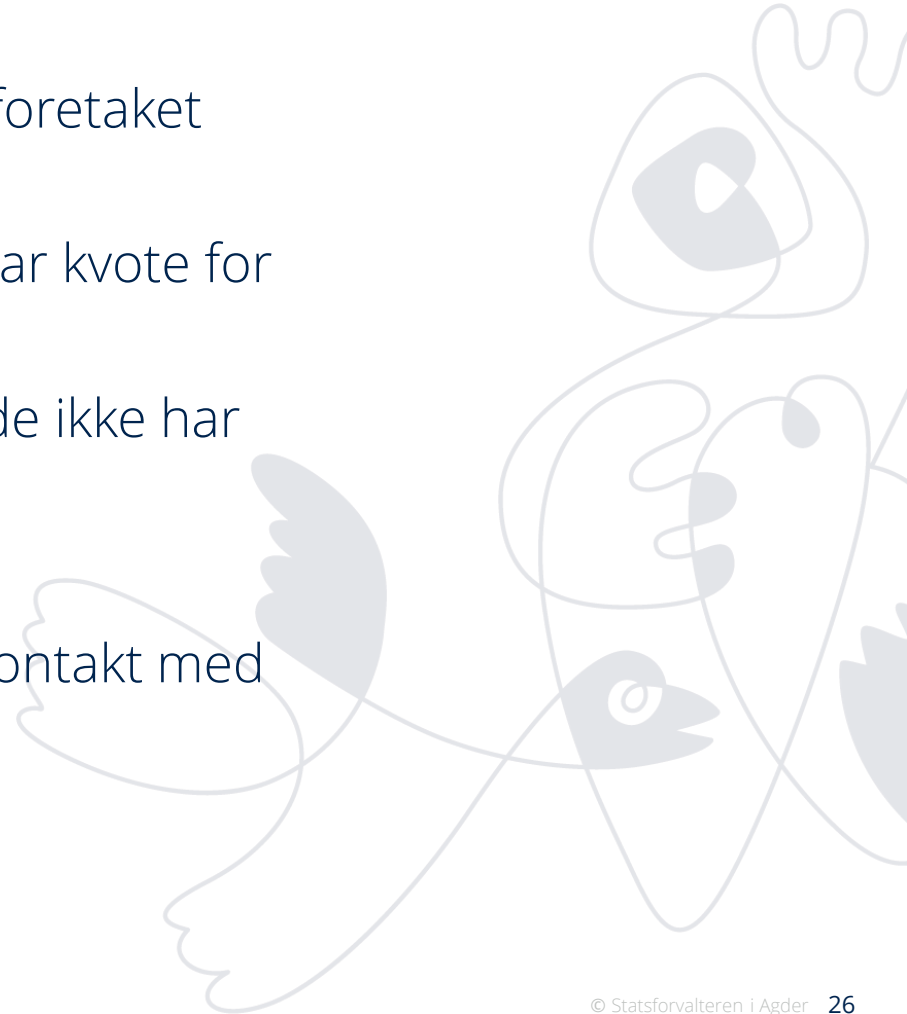 foretaket
ar kvote for
de ikke har
ontakt med
© Statsforvalteren i Agder 26